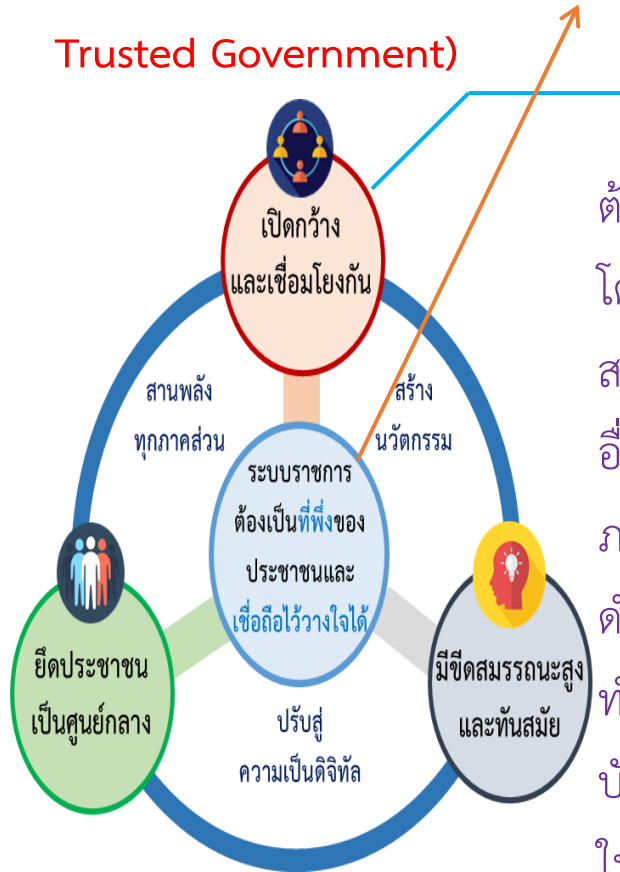 Trusted Government)
เปิดกว้าง
และเชื่อมโยงกัน
สานพลัง
ทุกภาคส่วน
สร้าง
นวัตกรรม
ระบบราชการ
ต้องเป็นที่พึ่งของ
ประชาชนและ
เชื่อถือไว้วางใจได้
ยึดประชาชน
เป็นศูนย์กลาง
มีขีดสมรรถนะสูง
และทันสมัย
ปรับสู่
ความเป็นดิจิทัล